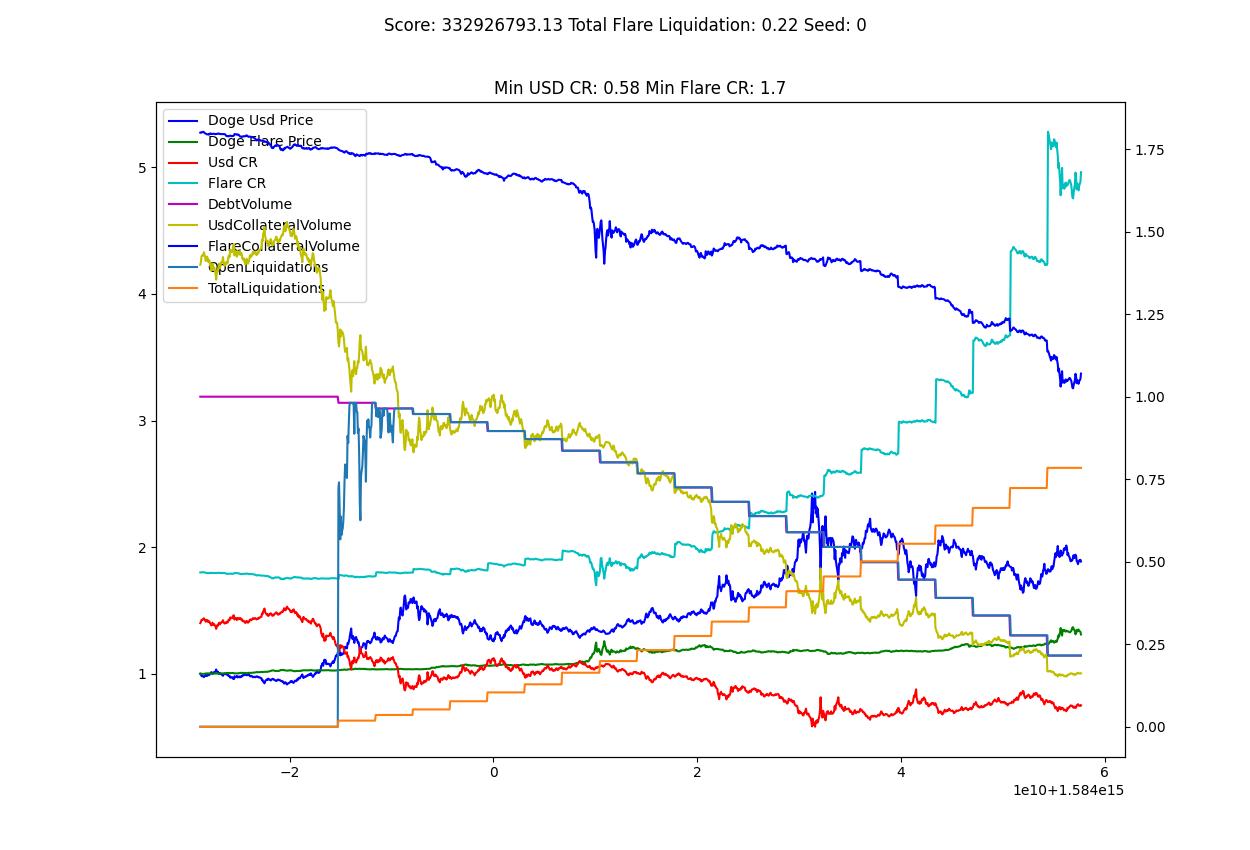 Score: 332926793.13 Total Flare Liquidation: 0.22 Seed: 0
Min USD CR: 0.58 Min Flare CR: 1.7
Doge Usd Price
Doge Flare Price
Usd CR
Flare CR
DebtVolume
UsdCollateralVolume
FlareCollateralVolume
OpenLiquidations
TotalLiquidations
5
4
3
2
1
1.75
1.50
1.25
1.00
0.75
0.50
0.25
0.00
−2
0
2
4
6
1e10+1.584e15